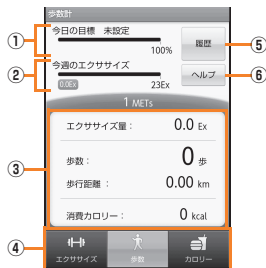 歩数計
① 今日の目標 未設定
100%
履歴 ⑤
② 今週のエクササイズ
0.0Ex 23Ex
ヘルプ ⑥
1 METs
③
エクササイズ量： 0.0 Ex
歩数： 0 歩
歩行距離： 0.00 km
消費カロリー： 0 kcal
④ エクササイズ 歩数 カロリー